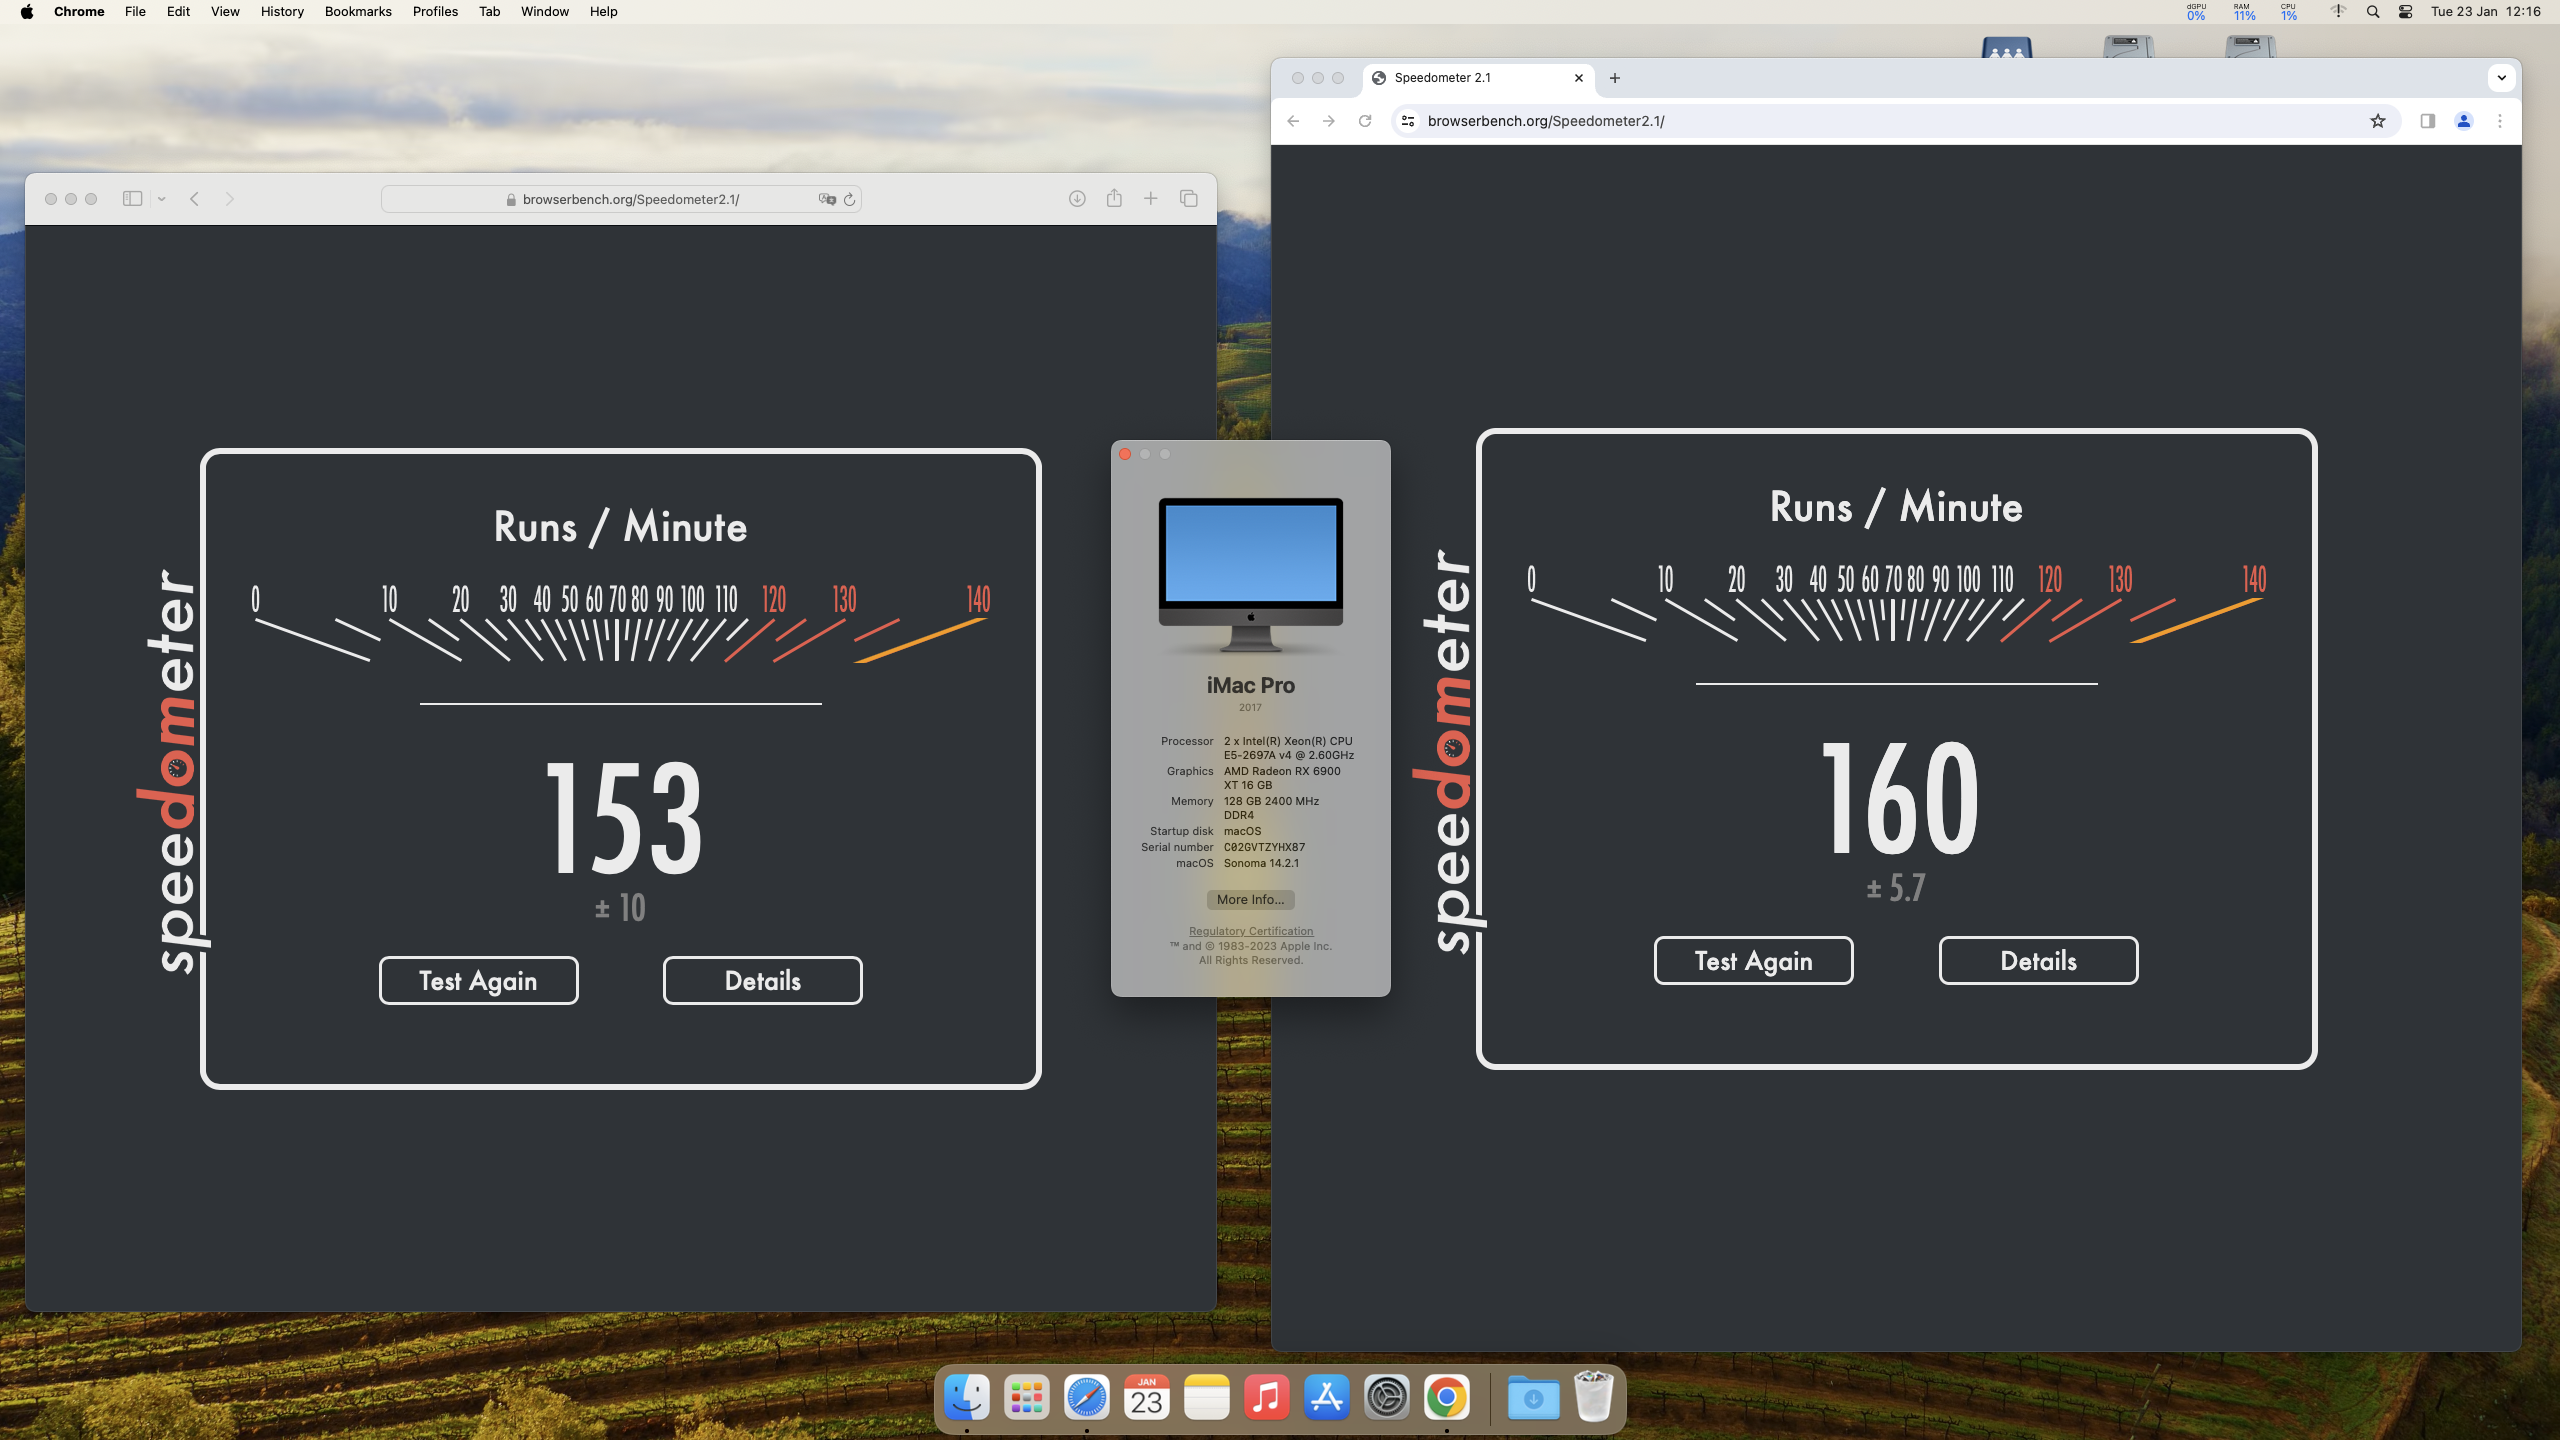 Chrome File Edit View History Bookmarks Profiles Tab Window Help
dGPU 0% RAM 11% CPU 1% Tue 23 Jan 12:16
browserbench.org/Speedometer2.1/
speedometer
Runs / Minute
0 10 20 30 40 50 60 70 80 90 100 110 120 130 140
153
± 10
Test Again Details
iMac Pro
2017
Processor 2 x Intel(R) Xeon(R) CPU
E5-2697A v4 @ 2.60GHz
Graphics AMD Radeon RX 6900
XT 16 GB
Memory 128 GB 2400 MHz
DDR4
Startup disk macOS
Serial number C02GVTZYHX87
macOS Sonoma 14.2.1
More Info...
Regulatory Certification
™ and © 1983-2023 Apple Inc.
All Rights Reserved.
Speedometer 2.1
browserbench.org/Speedometer2.1/
speedometer
Runs / Minute
0 10 20 30 40 50 60 70 80 90 100 110 120 130 140
160
± 5.7
Test Again Details
JAN
23